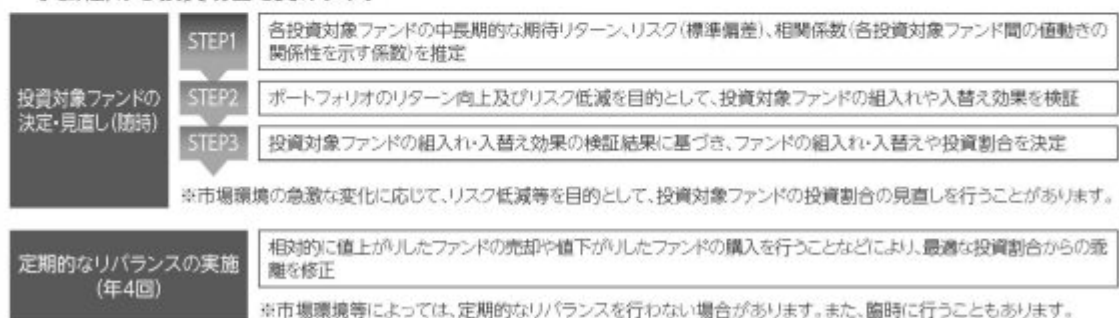 STEP1
各投資対象ファンドの中長期的な期待リターン、リスク(標準偏差)、相関係数(各投資対象ファンド間の値動きの
関係性を示す係数)を推定
投資対象ファンドの
決定・見直し(随時)
STEP2
ポートフォリオのリターン向上及びリスク低減を目的として、投資対象ファンドの組入れや入替え効果を検証
STEP3
投資対象ファンドの組入れ・入替え効果の検証結果に基づき、ファンドの組入れ・入替えや投資割合を決定
※市場環境の急激な変化に応じて、リスク低減等を目的として、投資対象ファンドの投資割合の見直しを行うことがあります。
定期的なリバランスの実施
(年4回)
相対的に値上がりしたファンドの売却や値下がりしたファンドの購入を行うことなどにより、最適な投資割合からの乖
離を修正
※市場環境等によっては、定期的なリバランスを行わない場合があります。また、臨時に行うこともあります。